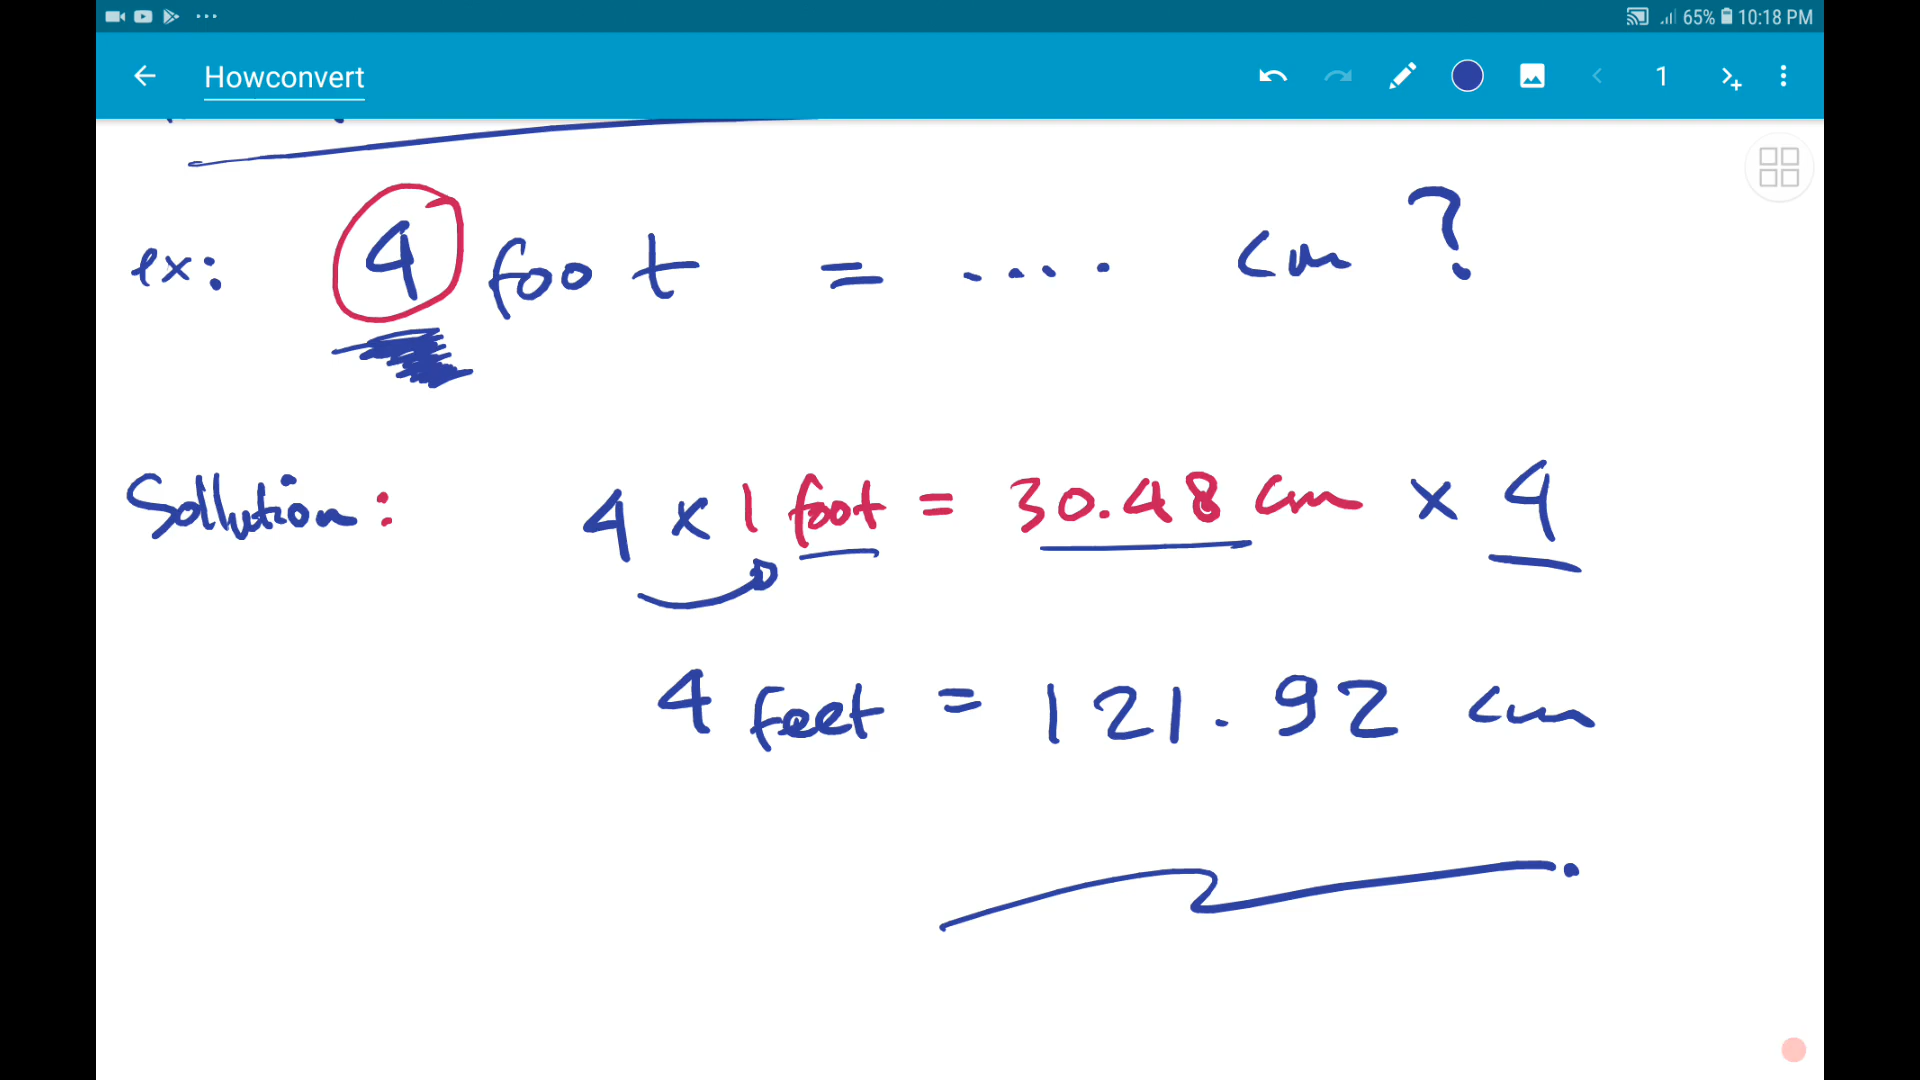 65% 10:18 PM
Howconvert 1
ex: 4 foot = .... cm ?
Sollution: 4 x 1 foot = 30.48 cm x 4
4 feet = 121.92 cm